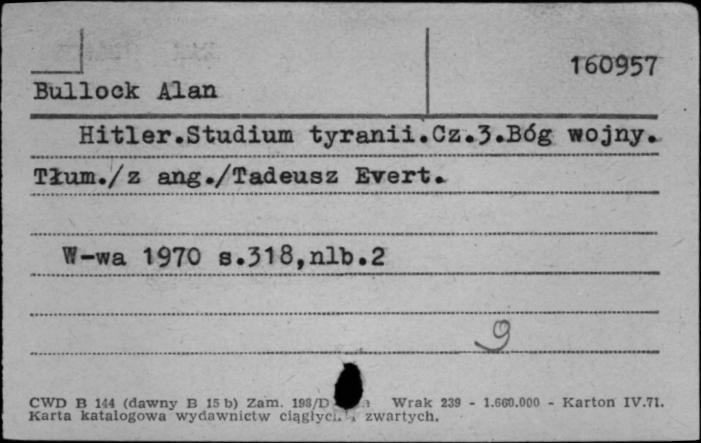 160957
Bullock Alan
Hitler.Studium tyranii.Cz.3.Bóg wojny.
Tłum./z ang./Tadeusz Evert.
W-wa 1970 s.318,nlb.2
9
CWD B 144 (dawny B 15 b) Zam. 198/D Wrak 239 - 1.660.000 - Karton IV.71.
Karta katalogowa wydawnictw ciągłych i zwartych.